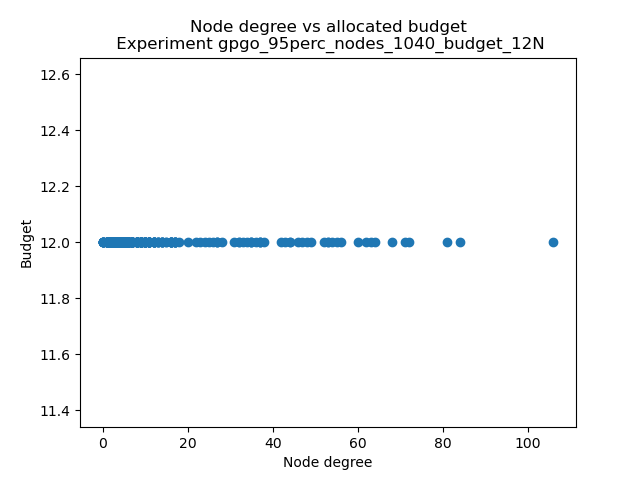 Node degree vs allocated budget
Experiment gpgo_95perc_nodes_1040_budget_12N
12.6
12.4
12.2
12.0
11.8
11.6
11.4
Budget
0 20 40 60 80 100
Node degree